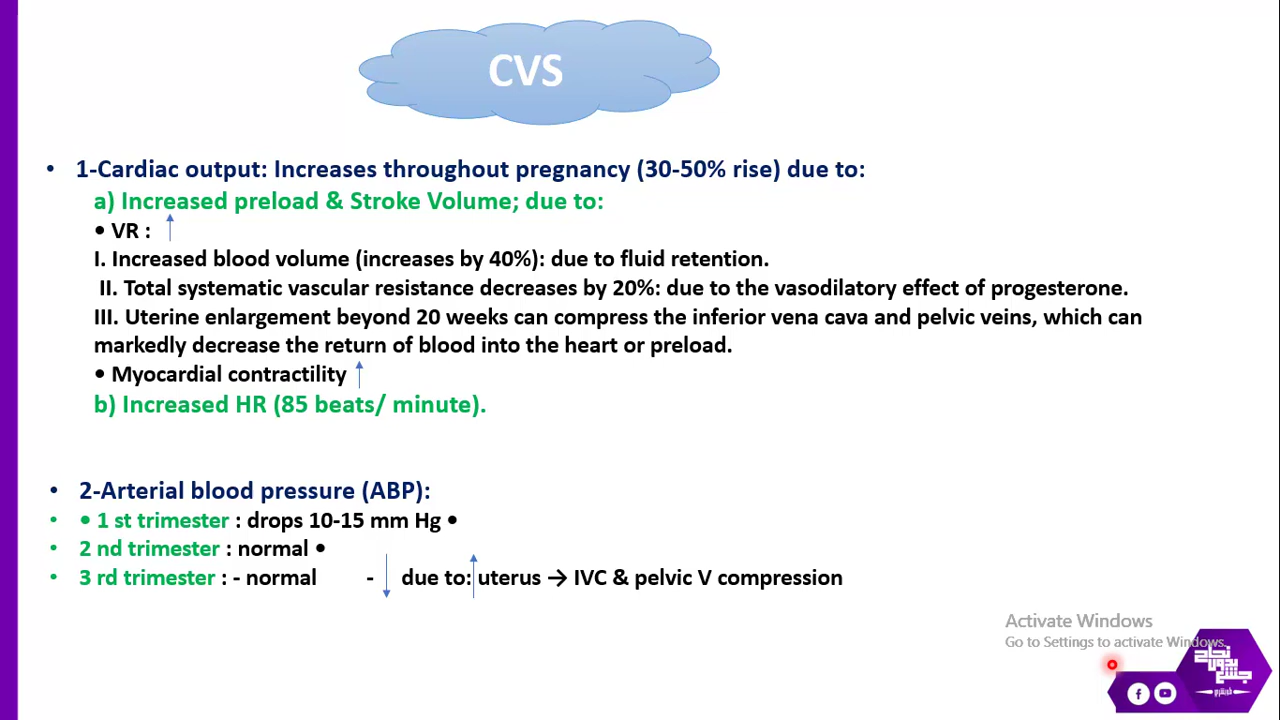 CVS
• 1-Cardiac output: Increases throughout pregnancy (30-50% rise) due to:
a) Increased preload & Stroke Volume; due to:
• VR : ↑
I. Increased blood volume (increases by 40%): due to fluid retention.
II. Total systematic vascular resistance decreases by 20%: due to the vasodilatory effect of progesterone.
III. Uterine enlargement beyond 20 weeks can compress the inferior vena cava and pelvic veins, which can
markedly decrease the return of blood into the heart or preload.
• Myocardial contractility ↑
b) Increased HR (85 beats/ minute).
• 2-Arterial blood pressure (ABP):
• • 1 st trimester : drops 10-15 mm Hg •
• 2 nd trimester : normal •
• 3 rd trimester : - normal - ↓ due to: ↑ uterus → IVC & pelvic V compression
Activate Windows
Go to Settings to activate Windows.